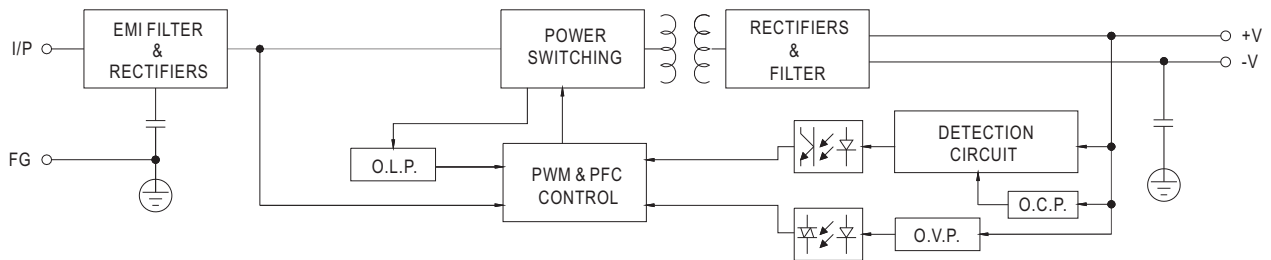 I/P
EMI FILTER
&
RECTIFIERS
POWER
SWITCHING
RECTIFIERS
&
FILTER
+V
-V
FG
O.L.P.
PWM & PFC
CONTROL
DETECTION
CIRCUIT
O.C.P.
O.V.P.